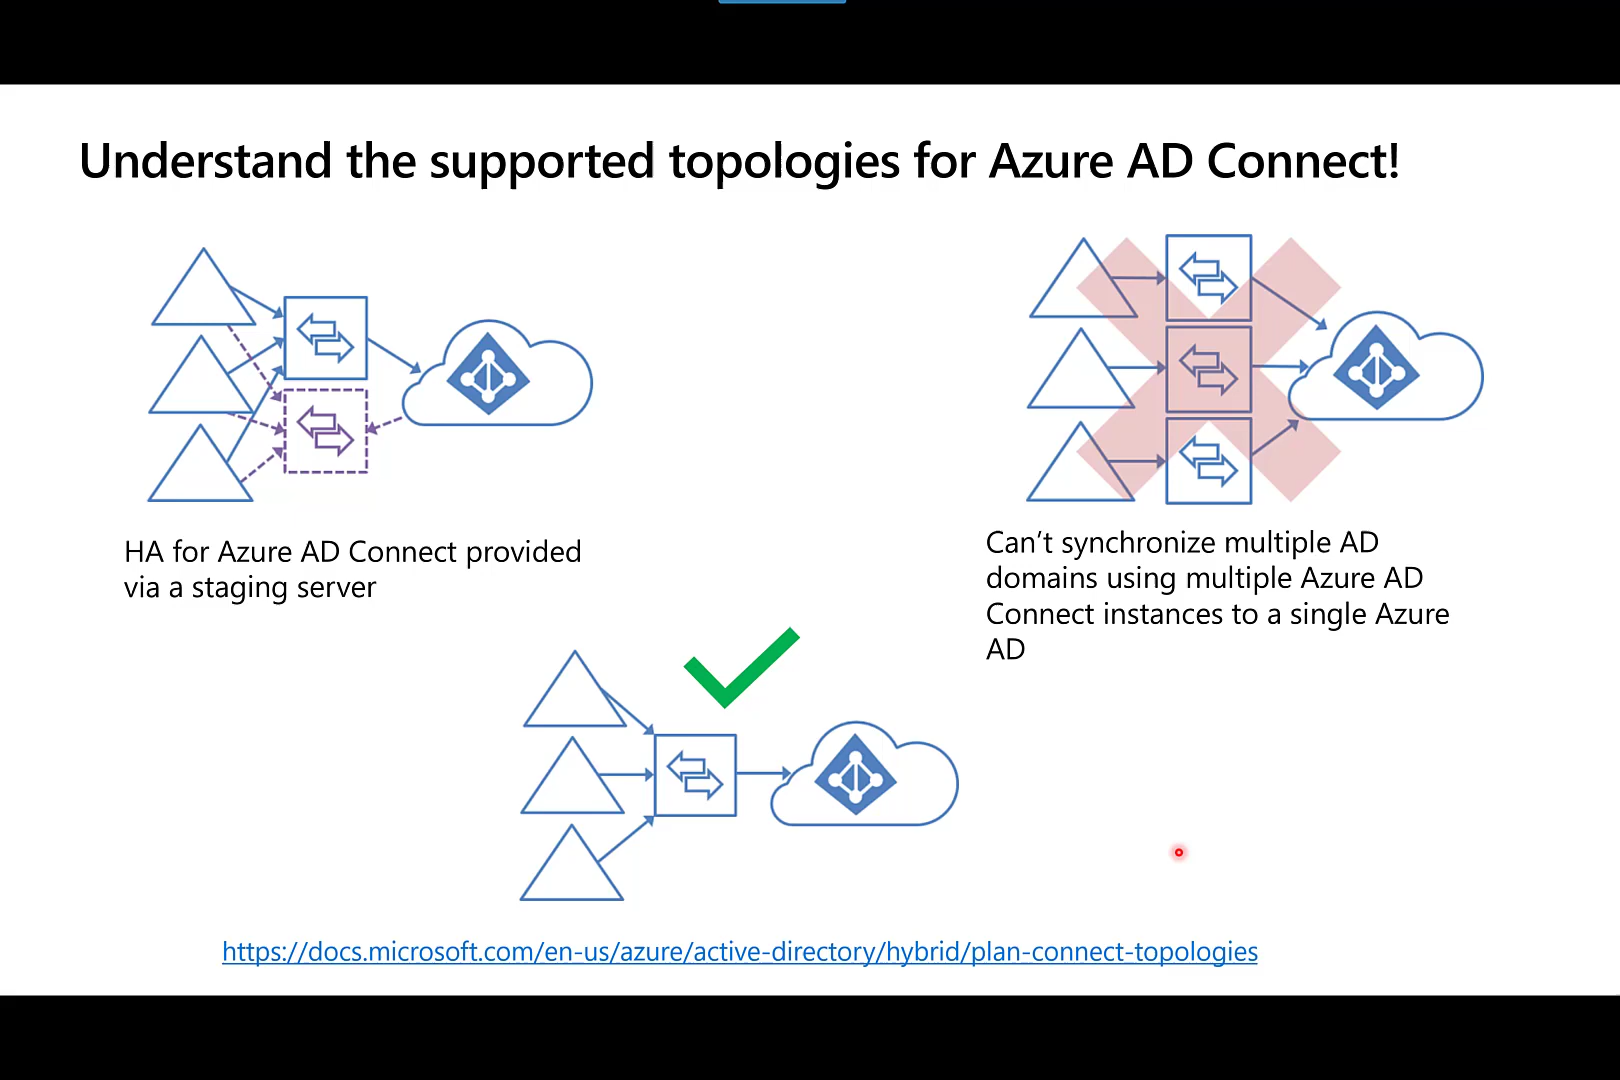 Understand the supported topologies for Azure AD Connect!
HA for Azure AD Connect provided
via a staging server
Can’t synchronize multiple AD
domains using multiple Azure AD
Connect instances to a single Azure
AD
https://docs.microsoft.com/en-us/azure/active-directory/hybrid/plan-connect-topologies